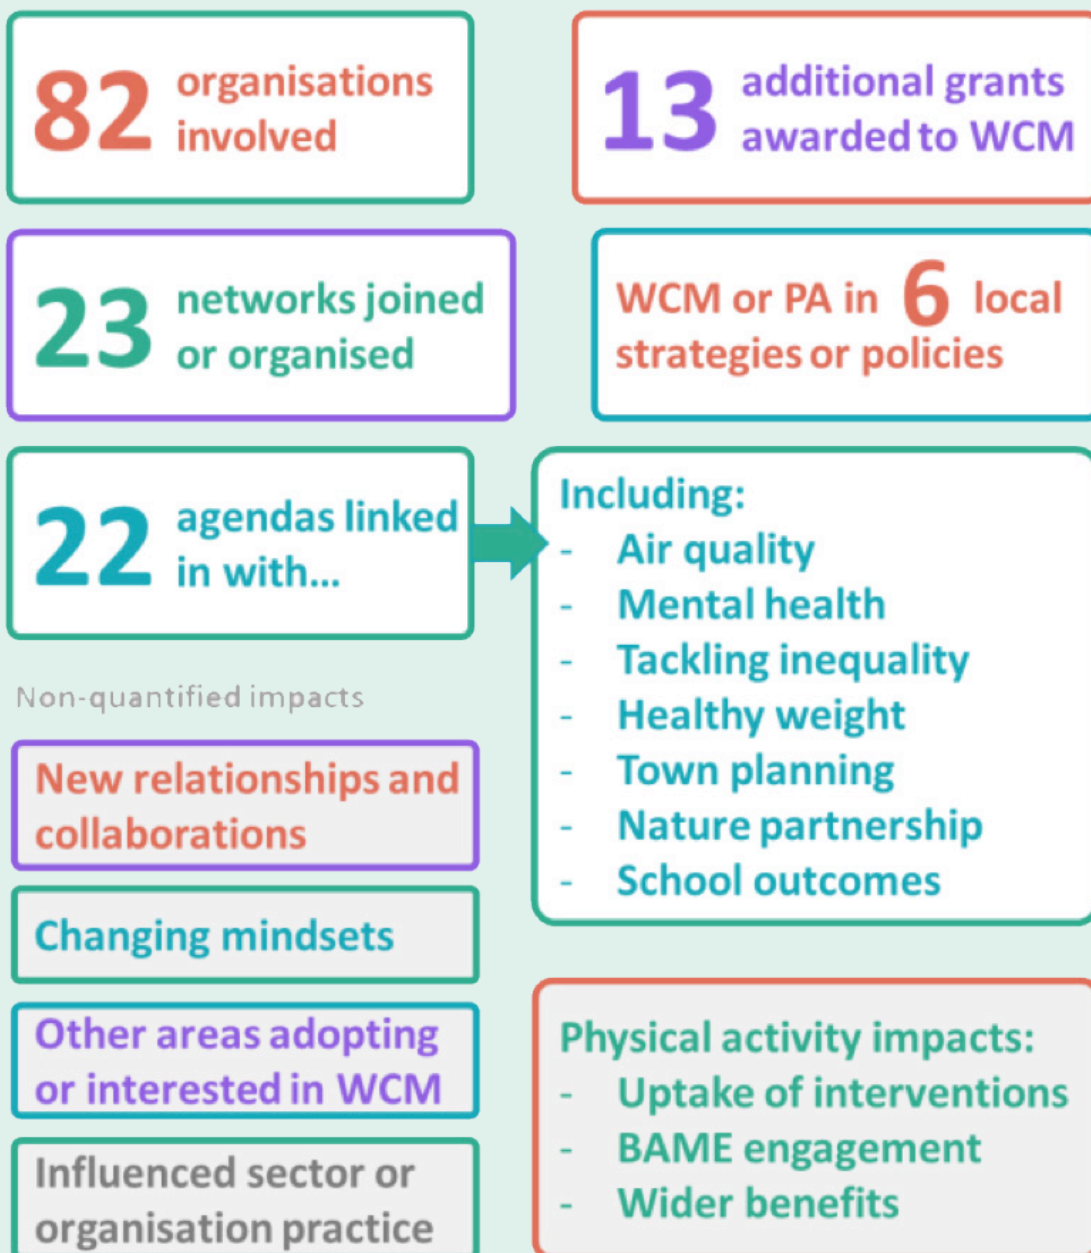 82 organisations
involved
13 additional grants
awarded to WCM
23 networks joined
or organised
WCM or PA in 6 local
strategies or policies
22 agendas linked
in with...
Including:
- Air quality
- Mental health
- Tackling inequality
- Healthy weight
- Town planning
- Nature partnership
- School outcomes
Non-quantified impacts
New relationships and
collaborations
Changing mindsets
Other areas adopting
or interested in WCM
Influenced sector or
organisation practice
Physical activity impacts:
- Uptake of interventions
- BAME engagement
- Wider benefits